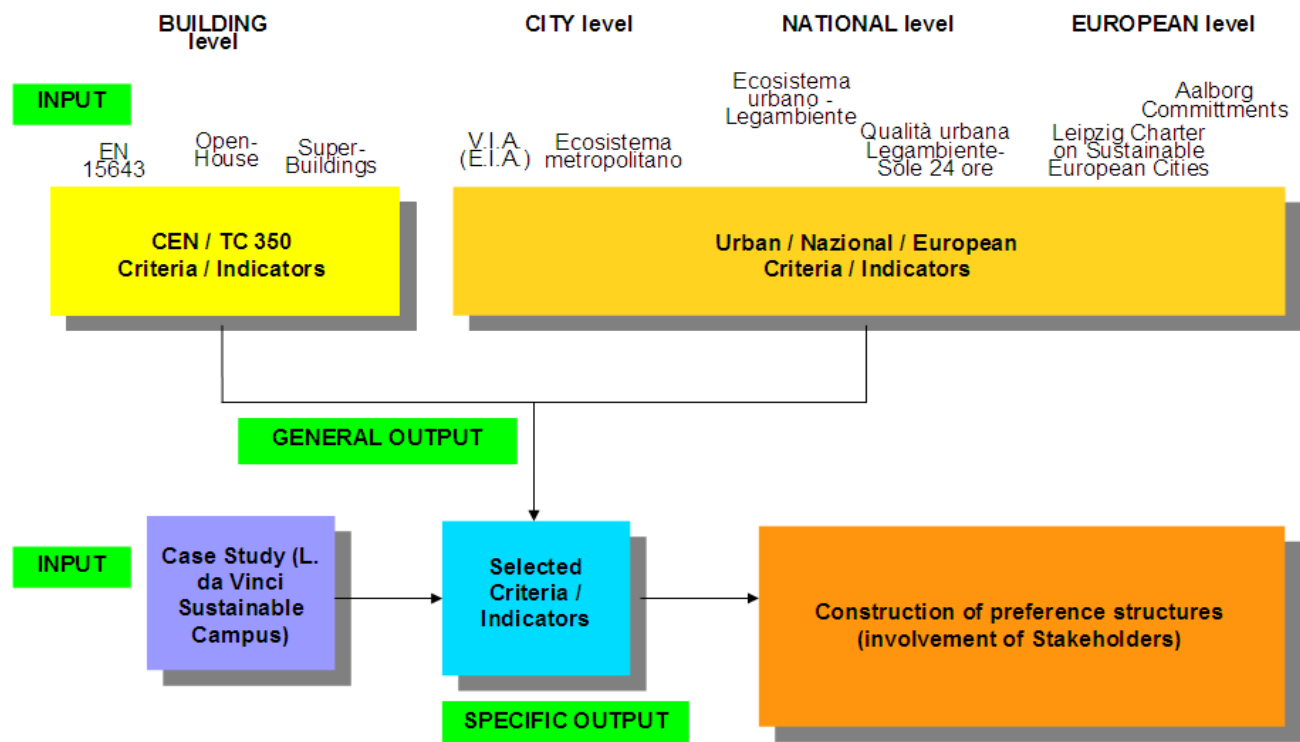 BUILDING
level
CITY level
NATIONAL level
EUROPEAN level
INPUT
EN
15643
Open-
House
Super-
Buildings
V.I.A.
(E.I.A.)
Ecosistema
metropolitano
Ecosistema
urbano -
Legambiente
Qualità urbana
Legambiente-
Sole 24 ore
Leipzig Charter
on Sustainable
European Cities
Aalborg
Committments
CEN / TC 350
Criteria / Indicators
Urban / Nazional / European
Criteria / Indicators
GENERAL OUTPUT
INPUT
Case Study (L.
da Vinci
Sustainable
Campus)
Selected
Criteria /
Indicators
Construction of preference structures
(involvement of Stakeholders)
SPECIFIC OUTPUT